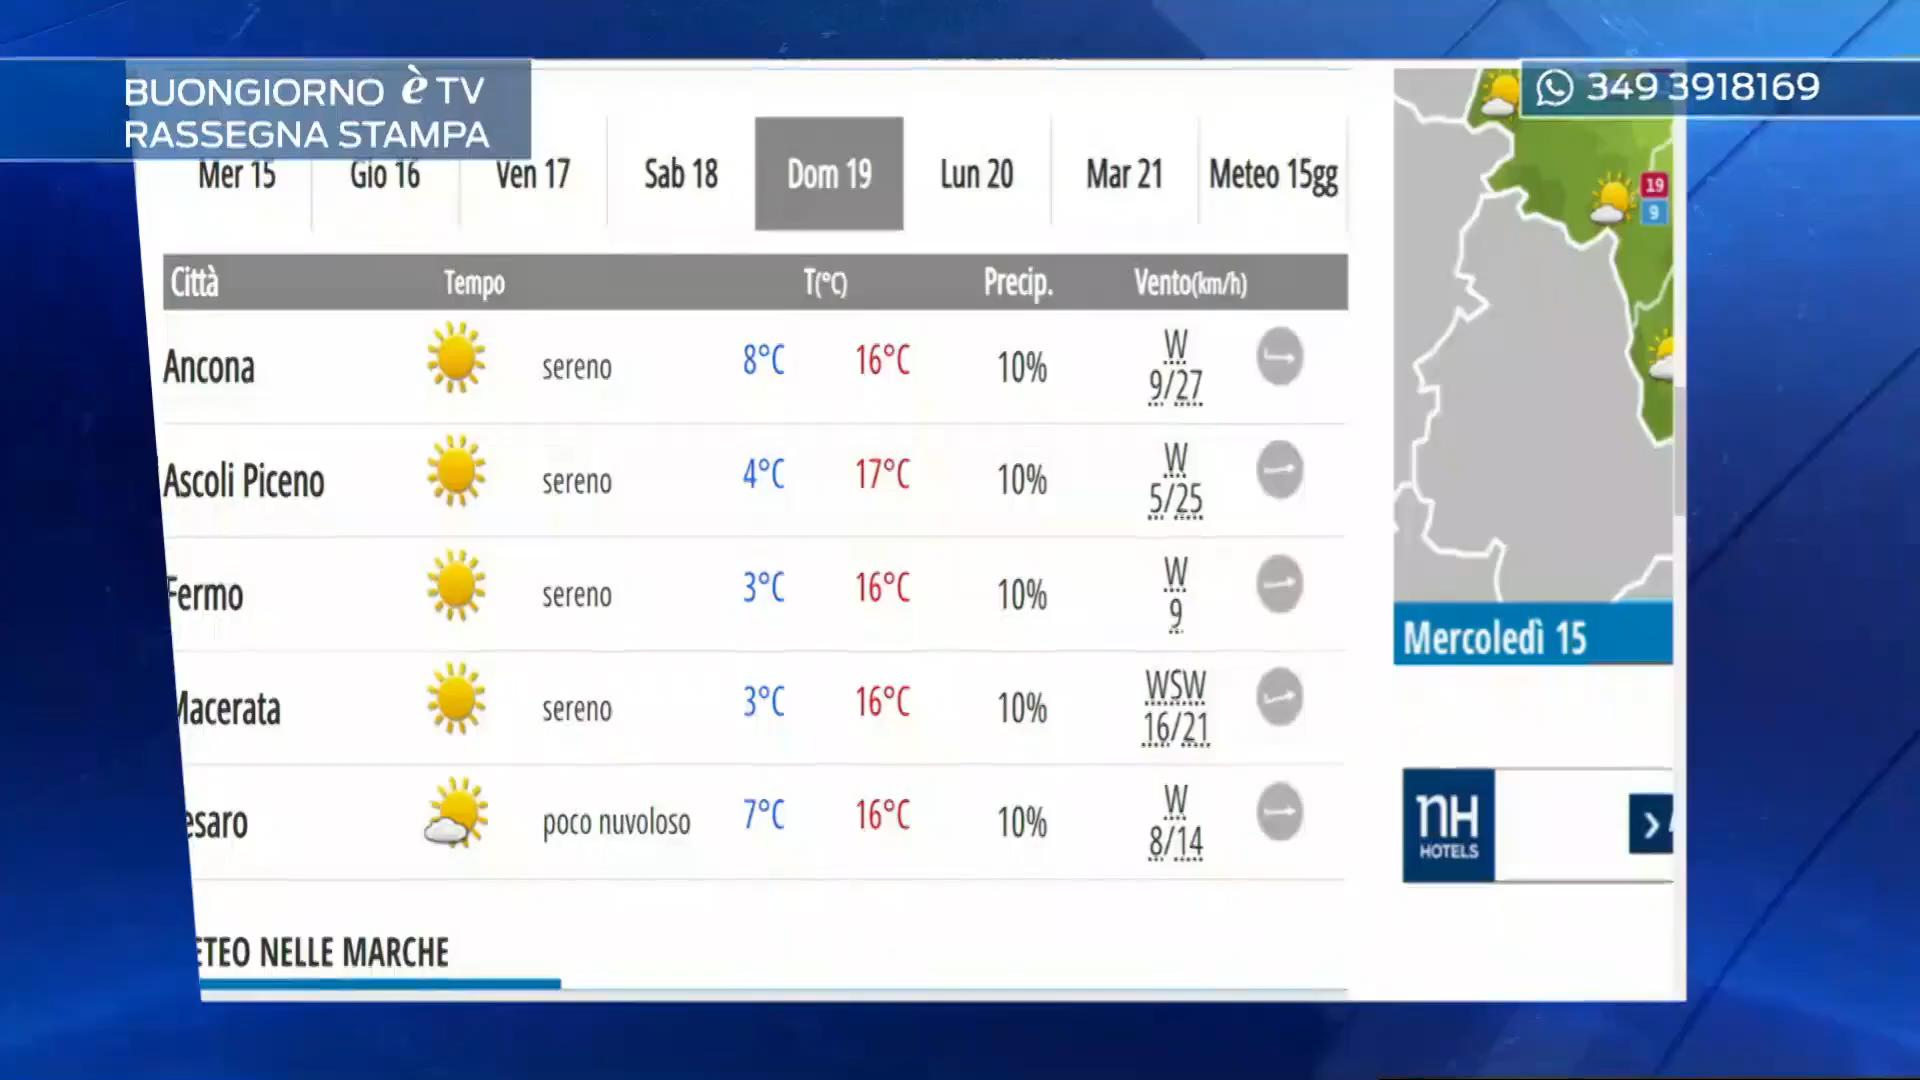 BUONGIORNO è TV
RASSEGNA STAMPA
349 3918169
Mer 15 Gio 16 Ven 17 Sab 18 Dom 19 Lun 20 Mar 21 Meteo 15gg
Città Tempo T(°C) Precip. Vento(km/h)
Ancona sereno 8°C 16°C 10% W 9/27
Ascoli Piceno sereno 4°C 17°C 10% W 5/25
Fermo sereno 3°C 16°C 10% W 9
Macerata sereno 3°C 16°C 10% WSW 16/21
esaro poco nuvoloso 7°C 16°C 10% W 8/14
ETEO NELLE MARCHE
19
9
Mercoledì 15
nH
HOTELS